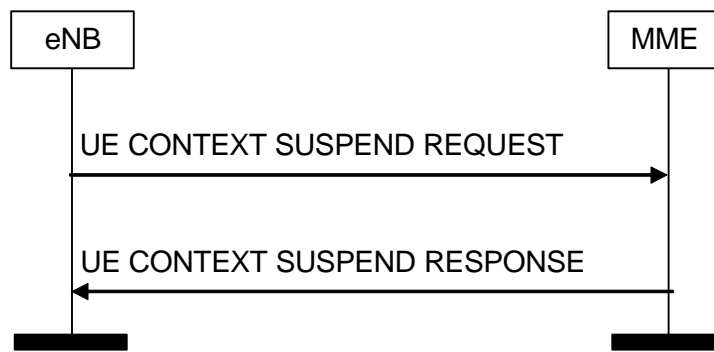 eNB
MME
UE CONTEXT SUSPEND REQUEST
UE CONTEXT SUSPEND RESPONSE